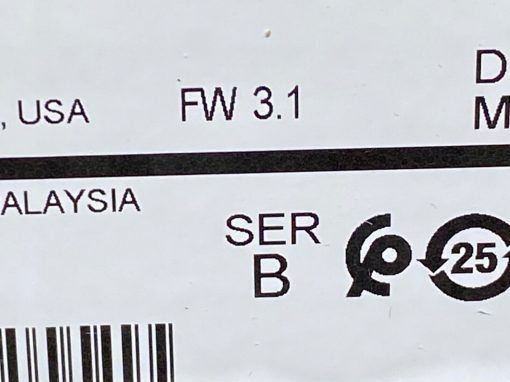 , USA FW 3.1 D
M
ALAYSIA
SER
B
25